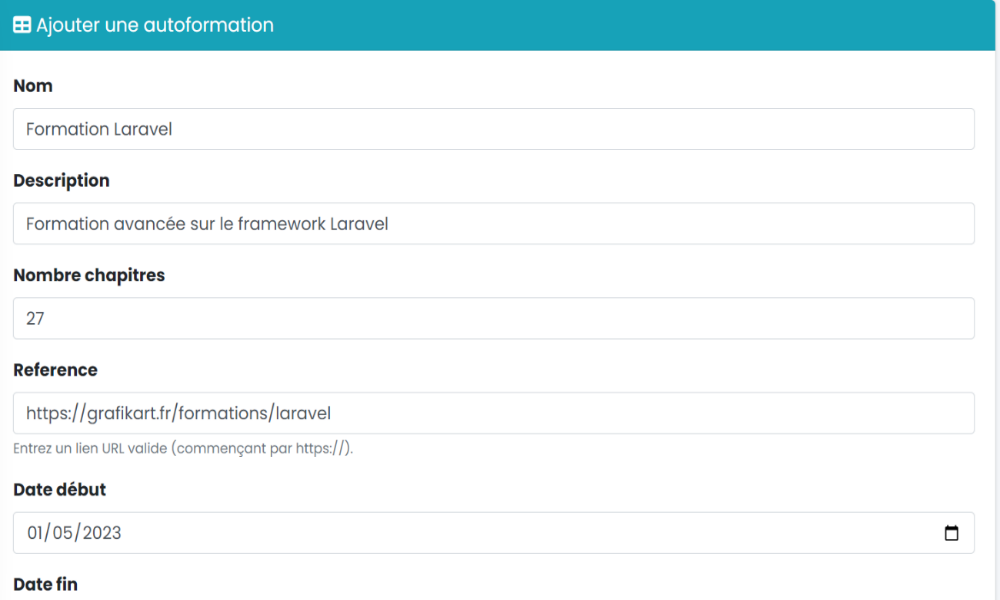 Ajouter une autoformation
Nom
Formation Laravel
Description
Formation avancée sur le framework Laravel
Nombre chapitres
27
Reference
https://grafikart.fr/formations/laravel
Entrez un lien URL valide (commençant par https://).
Date début
01/05/2023
Date fin